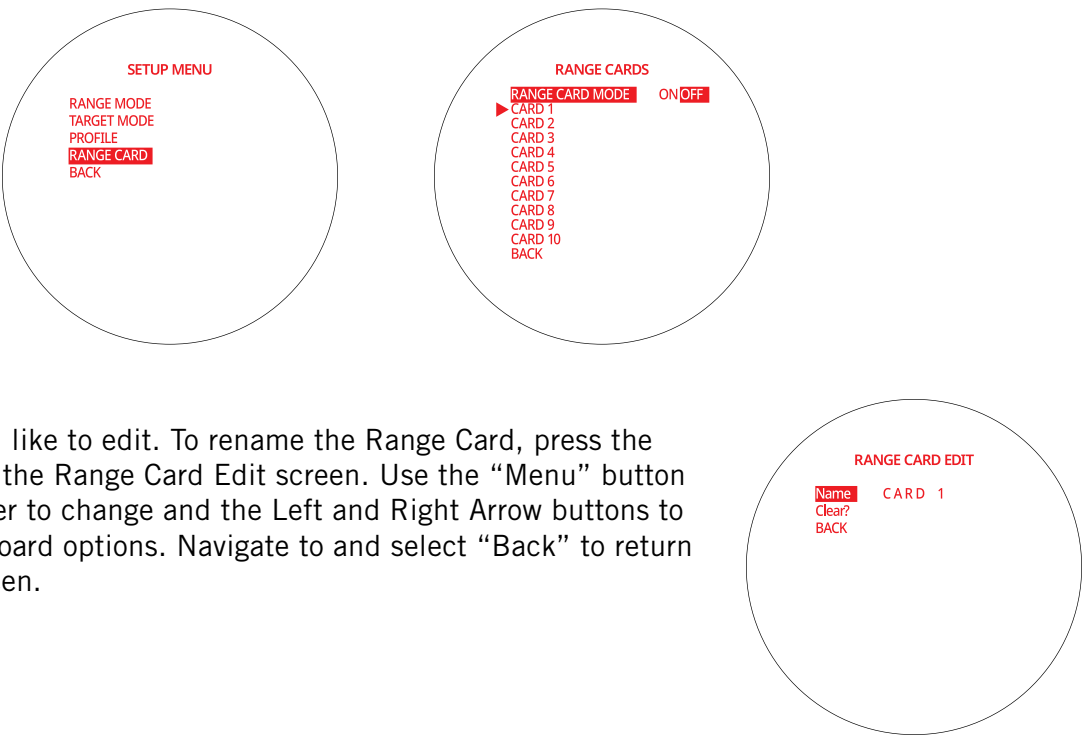 SETUP MENU
RANGE MODE
TARGET MODE
PROFILE
RANGE CARD
BACK
RANGE CARDS
RANGE CARD MODE ON OFF
CARD 1
CARD 2
CARD 3
CARD 4
CARD 5
CARD 6
CARD 7
CARD 8
CARD 9
CARD 10
BACK
like to edit. To rename the Range Card, press the
the Range Card Edit screen. Use the “Menu” button
er to change and the Left and Right Arrow buttons to
oard options. Navigate to and select “Back” to return
en.
RANGE CARD EDIT
Name CARD 1
Clear?
BACK